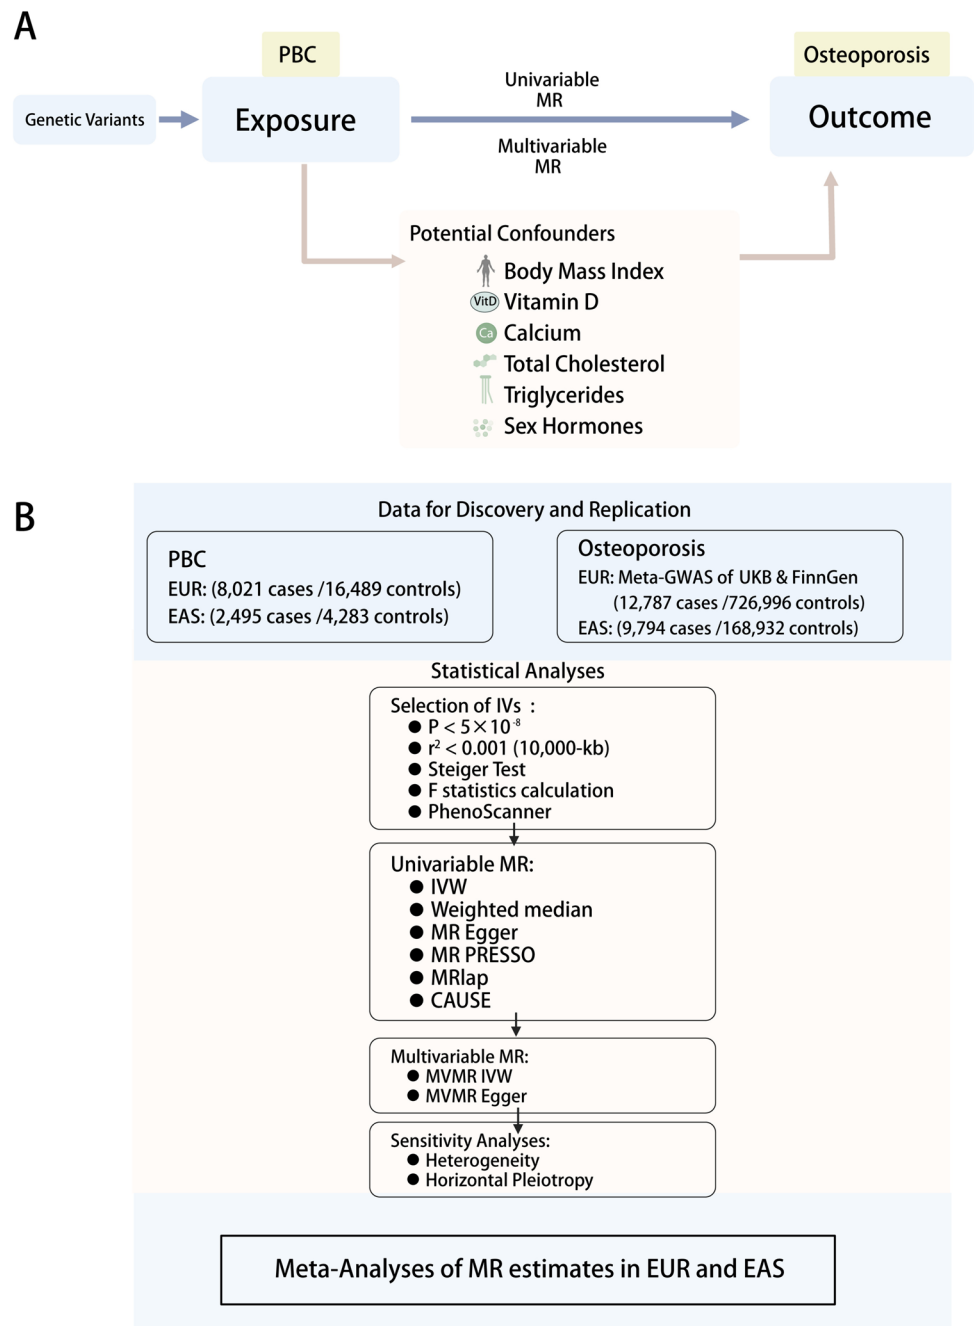 A
PBC
Osteoporosis
Genetic Variants
Exposure
Univariable
MR
Multivariable
MR
Outcome
Potential Confounders
Body Mass Index
VitD Vitamin D
Ca Calcium
Total Cholesterol
Triglycerides
Sex Hormones
B
Data for Discovery and Replication
PBC
EUR: (8,021 cases /16,489 controls)
EAS: (2,495 cases /4,283 controls)
Osteoporosis
EUR: Meta-GWAS of UKB & FinnGen
(12,787 cases /726,996 controls)
EAS: (9,794 cases /168,932 controls)
Statistical Analyses
Selection of IVs :
● P < 5×10⁻⁸
● r² < 0.001 (10,000-kb)
● Steiger Test
● F statistics calculation
● PhenoScanner
Univariable MR:
● IVW
● Weighted median
● MR Egger
● MR PRESSO
● MRlap
● CAUSE
Multivariable MR:
● MVMR IVW
● MVMR Egger
Sensitivity Analyses:
● Heterogeneity
● Horizontal Pleiotropy
Meta-Analyses of MR estimates in EUR and EAS